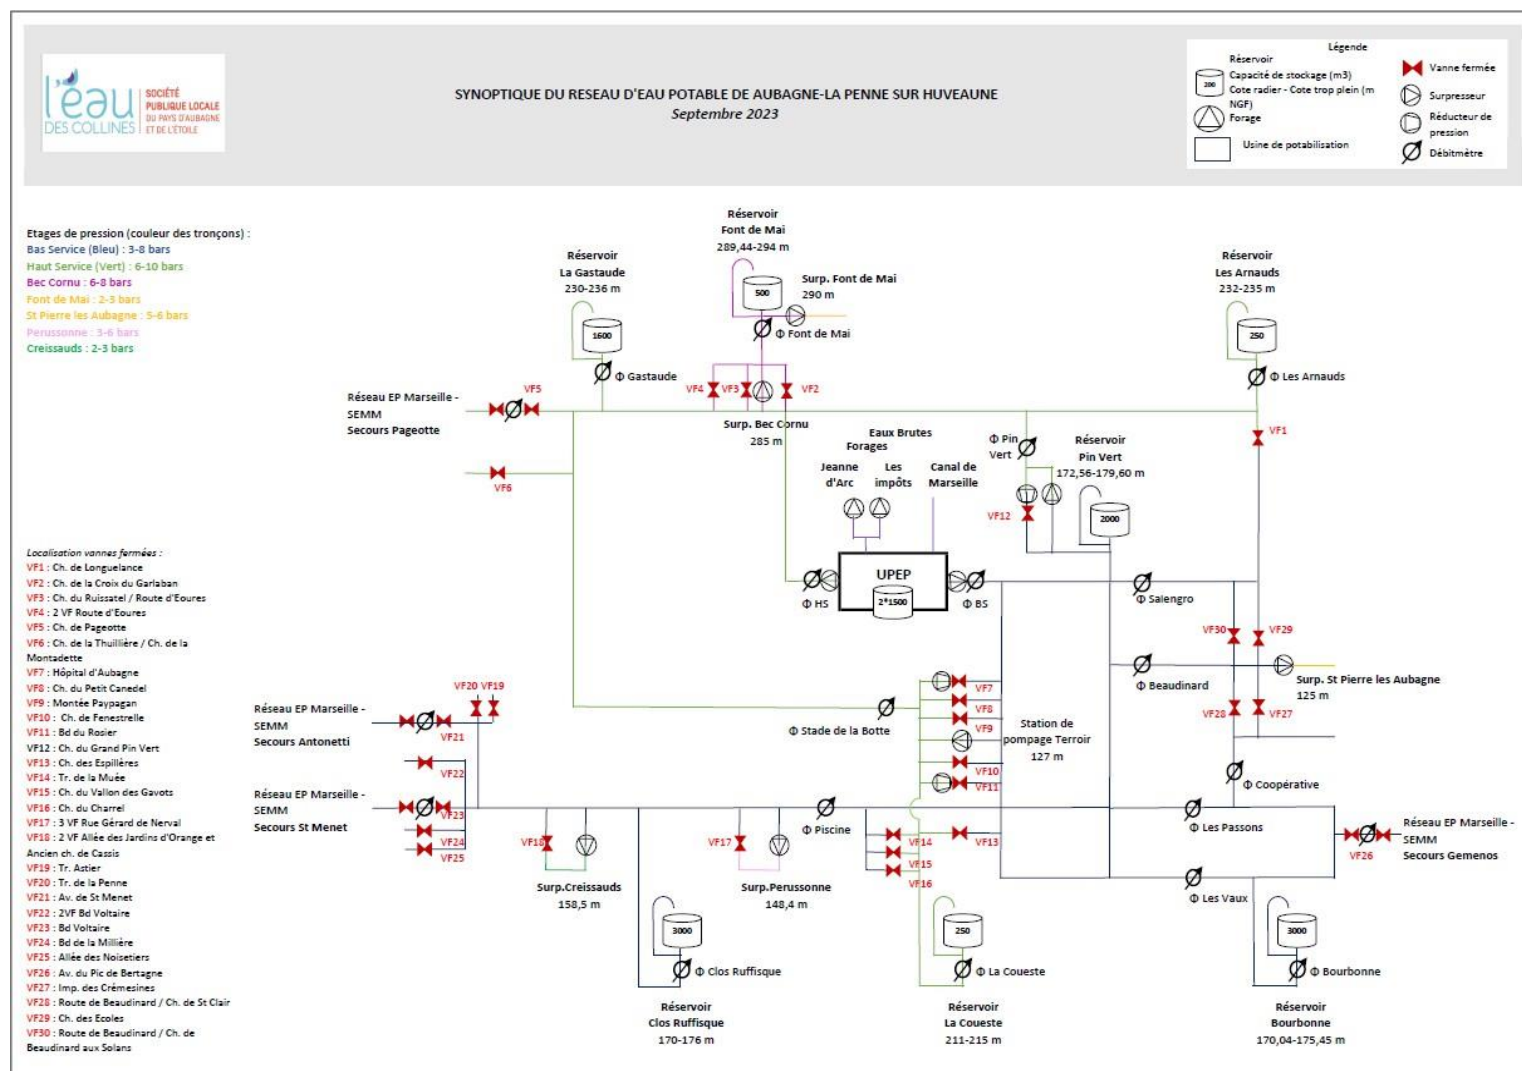 l'eau
DES COLLINES
SOCIÉTÉ
PUBLIQUE LOCALE
DU PAYS D'AUBAGNE
ET DE L'ÉTOILE
SYNOPTIQUE DU RESEAU D'EAU POTABLE DE AUBAGNE-LA PENNE SUR HUVEAUNE
Septembre 2023
Légende
Réservoir
200
Capacité de stockage (m3)
Cote radier - Cote trop plein (m
NGF)
Forage
Usine de potabilisation
Vanne fermée
Surpresseur
Réducteur de
pression
Débitmètre
Etages de pression (couleur des tronçons) :
Bas Service (Bleu) : 3-8 bars
Haut Service (Vert) : 6-10 bars
Bec Cornu : 6-8 bars
Font de Mai : 2-3 bars
St Pierre les Aubagne : 5-6 bars
Perussonne : 3-6 bars
Creissauds : 2-3 bars
Réservoir
La Gastaude
230-236 m
1600
Φ Gastaude
Réservoir
Font de Mai
289,44-294 m
500
Surp. Font de Mai
290 m
Φ Font de Mai
Réservoir
Les Arnauds
232-235 m
250
Φ Les Arnauds
Réseau EP Marseille -
SEMM
Secours Pageotte
VF5
VF6
VF4
VF3
VF2
Surp. Bec Cornu
285 m
VF1
Eaux Brutes
Forages
Jeanne
d'Arc
Les
impôts
Canal de
Marseille
Φ Pin
Vert
Réservoir
Pin Vert
172,56-179,60 m
VF12
2000
UPEP
2*1500
Φ HS
Φ BS
Φ Salengro
VF30
VF29
Φ Beaudinard
Surp. St Pierre les Aubagne
125 m
VF28
VF27
Φ Coopérative
Localisation vannes fermées :
VF1 : Ch. de Longuelance
VF2 : Ch. de la Croix du Garlaban
VF3 : Ch. du Ruissatel / Route d'Eoures
VF4 : 2 VF Route d'Eoures
VF5 : Ch. de Pageotte
VF6 : Ch. de la Thuillière / Ch. de la
Montadette
VF7 : Hôpital d'Aubagne
VF8 : Ch. du Petit Canedel
VF9 : Montée Paypagan
VF10 : Ch. de Fenestrelle
VF11 : Bd du Rosier
VF12 : Ch. du Grand Pin Vert
VF13 : Ch. des Espillères
VF14 : Tr. de la Muée
VF15 : Ch. du Vallon des Gavots
VF16 : Ch. du Charrel
VF17 : 3 VF Rue Gérard de Nerval
VF18 : 2 VF Allée des Jardins d'Orange et
Ancien ch. de Cassis
VF19 : Tr. Astier
VF20 : Tr. de la Penne
VF21 : Av. de St Menet
VF22 : 2VF Bd Voltaire
VF23 : Bd Voltaire
VF24 : Bd de la Millière
VF25 : Allée des Noisetiers
VF26 : Av. du Pic de Bertagne
VF27 : Imp. des Crémesines
VF28 : Route de Beaudinard / Ch. de St Clair
VF29 : Ch. des Ecoles
VF30 : Route de Beaudinard / Ch. de
Beaudinard aux Solans
VF20
VF19
Réseau EP Marseille -
SEMM
Secours Antonetti
VF21
VF22
Réseau EP Marseille -
SEMM
Secours St Menet
VF23
VF24
VF25
Φ Stade de la Botte
VF7
VF8
VF9
VF10
VF11
Station de
pompage Terroir
127 m
VF18
Surp.Creissauds
158,5 m
VF17
Surp.Perussonne
148,4 m
Φ Piscine
VF14
VF15
VF16
VF13
Φ Les Passons
Φ Les Vaux
VF26
Réseau EP Marseille -
SEMM
Secours Gemenos
3000
Φ Clos Ruffisque
Réservoir
Clos Ruffisque
170-176 m
250
Φ La Coueste
Réservoir
La Coueste
211-215 m
3000
Φ Bourbonne
Réservoir
Bourbonne
170,04-175,45 m